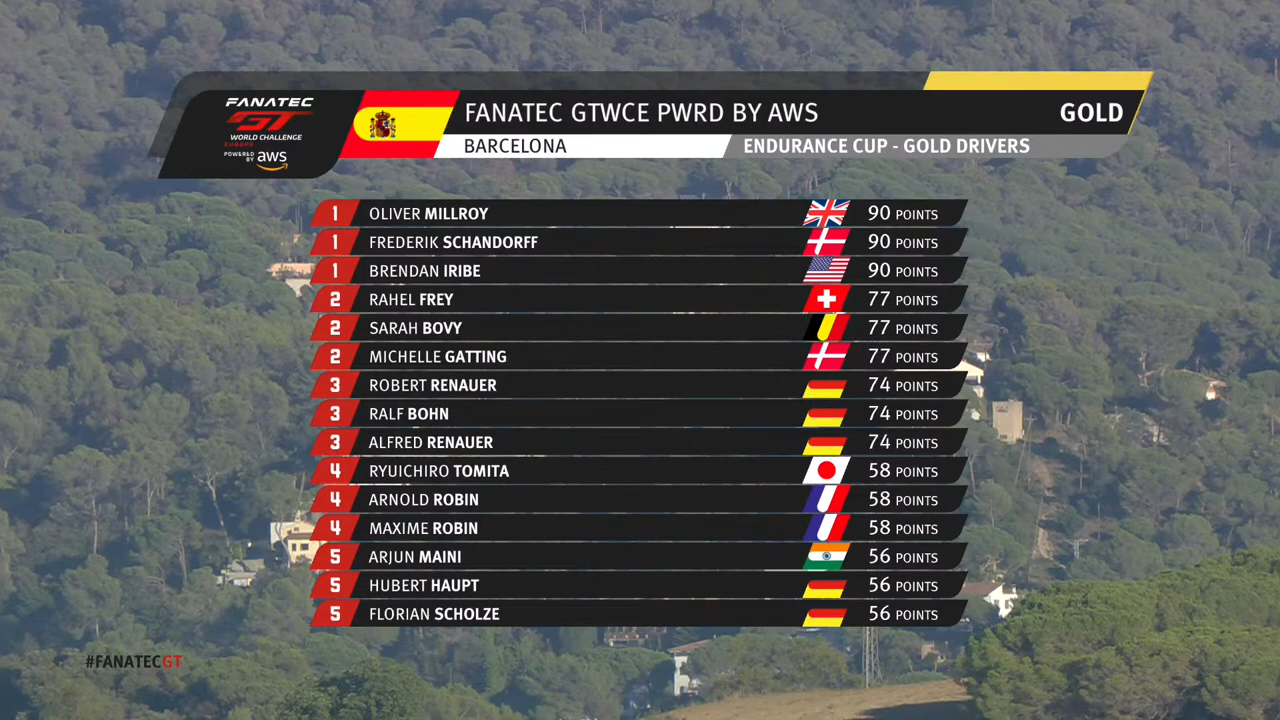 FANATEC
GT
WORLD CHALLENGE
EUROPE
POWERED BY aws
FANATEC GTWCE PWRD BY AWS
GOLD
BARCELONA
ENDURANCE CUP - GOLD DRIVERS
1 OLIVER MILLROY 90 POINTS
1 FREDERIK SCHANDORFF 90 POINTS
1 BRENDAN IRIBE 90 POINTS
2 RAHEL FREY 77 POINTS
2 SARAH BOVY 77 POINTS
2 MICHELLE GATTING 77 POINTS
3 ROBERT RENAUER 74 POINTS
3 RALF BOHN 74 POINTS
3 ALFRED RENAUER 74 POINTS
4 RYUICHIRO TOMITA 58 POINTS
4 ARNOLD ROBIN 58 POINTS
4 MAXIME ROBIN 58 POINTS
5 ARJUN MAINI 56 POINTS
5 HUBERT HAUPT 56 POINTS
5 FLORIAN SCHOLZE 56 POINTS
#FANATECGT